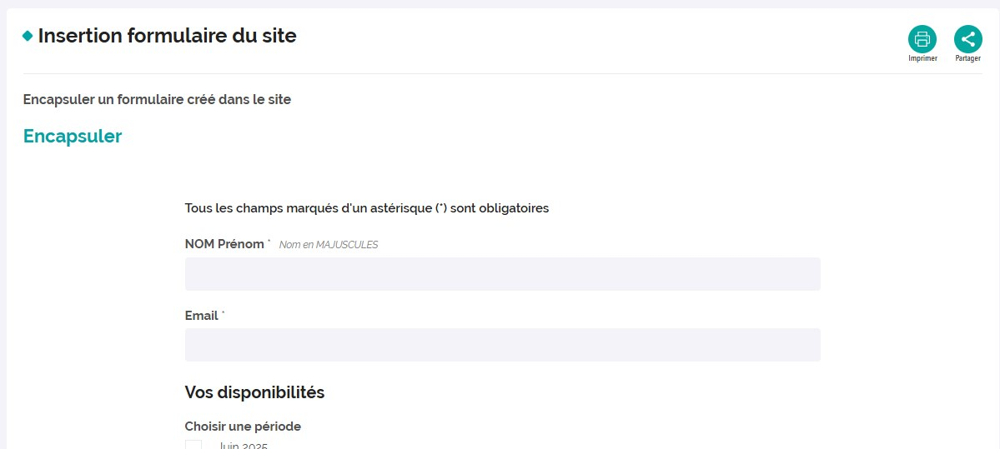 Insertion formulaire du site
Imprimer
Partager
Encapsuler un formulaire créé dans le site
Encapsuler
Tous les champs marqués d'un astérisque (*) sont obligatoires
NOM Prénom * Nom en MAJUSCULES
Email *
Vos disponibilités
Choisir une période
Juin 2025